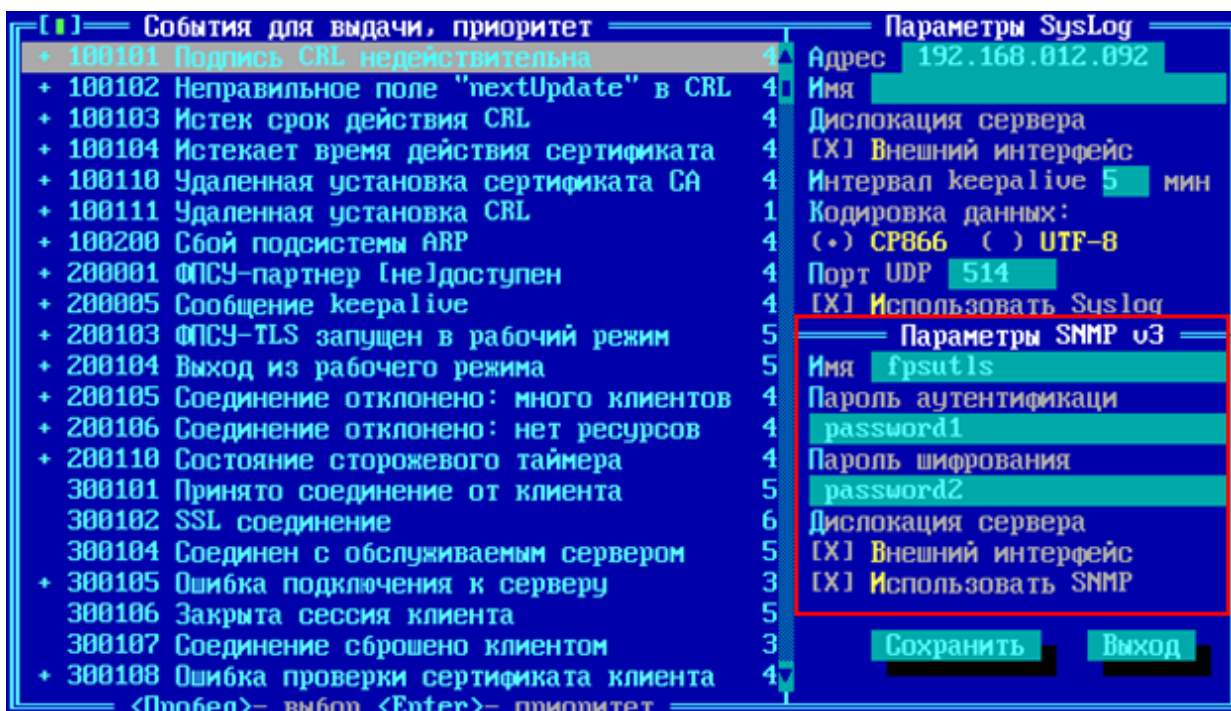 События для выдачи, приоритет
+ 100101 Подпись CRL недействительна 4
+ 100102 Неправильное поле "nextUpdate" в CRL 4
+ 100103 Истек срок действия CRL 4
+ 100104 Истекает время действия сертификата 4
+ 100110 Удаленная установка сертификата CA 4
+ 100111 Удаленная установка CRL 1
+ 100200 Сбой подсистемы ARP 4
+ 200001 ФПСУ-партнер [не]доступен 4
+ 200005 Сообщение keepalive 4
+ 200103 ФПСУ-TLS запущен в рабочий режим 5
+ 200104 Выход из рабочего режима 5
+ 200105 Соединение отклонено: много клиентов 4
+ 200106 Соединение отклонено: нет ресурсов 4
+ 200110 Состояние сторожевого таймера 4
300101 Принято соединение от клиента 5
300102 SSL соединение 6
300104 Соединен с обслуживаемым сервером 5
+ 300105 Ошибка подключения к серверу 3
300106 Закрыта сессия клиента 5
300107 Соединение сброшено клиентом 3
+ 300108 Ошибка проверки сертификата клиента 4
<Пробел>- выбор <Enter>- приоритет
Параметры SysLog
Адрес 192.168.012.092
Имя
Дислокация сервера
[X] Внешний интерфейс
Интервал keepalive 5 мин
Кодировка данных:
(•) CP866 ( ) UTF-8
Порт UDP 514
[X] Использовать Syslog
Параметры SNMP v3
Имя fpsutls
Пароль аутентификаци
password1
Пароль шифрования
password2
Дислокация сервера
[X] Внешний интерфейс
[X] Использовать SNMP
Сохранить Выход